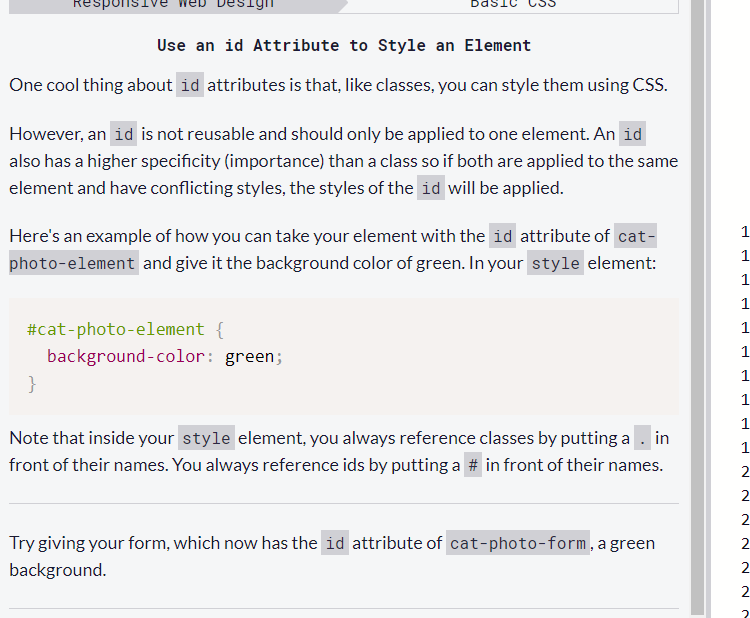 Responsive Web Design
Basic CSS
Use an id Attribute to Style an Element
One cool thing about id attributes is that, like classes, you can style them using CSS.
However, an id is not reusable and should only be applied to one element. An id
also has a higher specificity (importance) than a class so if both are applied to the same
element and have conflicting styles, the styles of the id will be applied.
Here's an example of how you can take your element with the id attribute of cat-
photo-element and give it the background color of green. In your style element:
#cat-photo-element {
  background-color: green;
}
Note that inside your style element, you always reference classes by putting a . in
front of their names. You always reference ids by putting a # in front of their names.
Try giving your form, which now has the id attribute of cat-photo-form, a green
background.
1
1
1
1
1
1
1
1
1
1
2
2
2
2
2
2
2